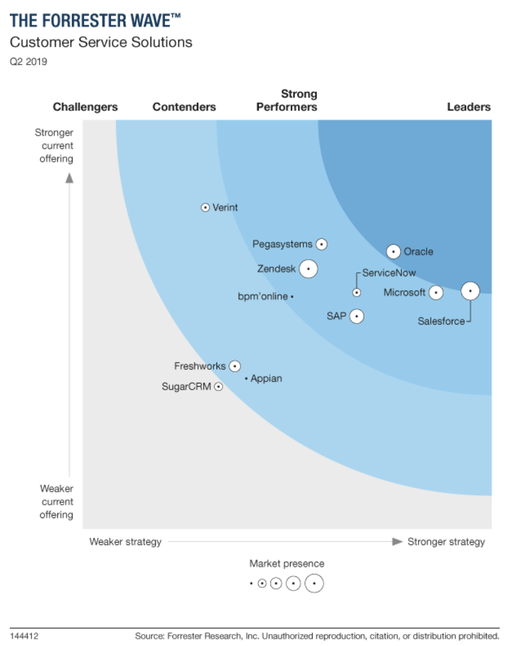 THE FORRESTER WAVE™
Customer Service Solutions
Q2 2019
Challengers
Contenders
Strong
Performers
Leaders
Stronger
current
offering
Verint
Pegasystems
Oracle
Zendesk
ServiceNow
bpm'online
Microsoft
SAP
Salesforce
Freshworks
Appian
SugarCRM
Weaker
current
offering
Weaker strategy
Stronger strategy
Market presence
144412
Source: Forrester Research, Inc. Unauthorized reproduction, citation, or distribution prohibited.